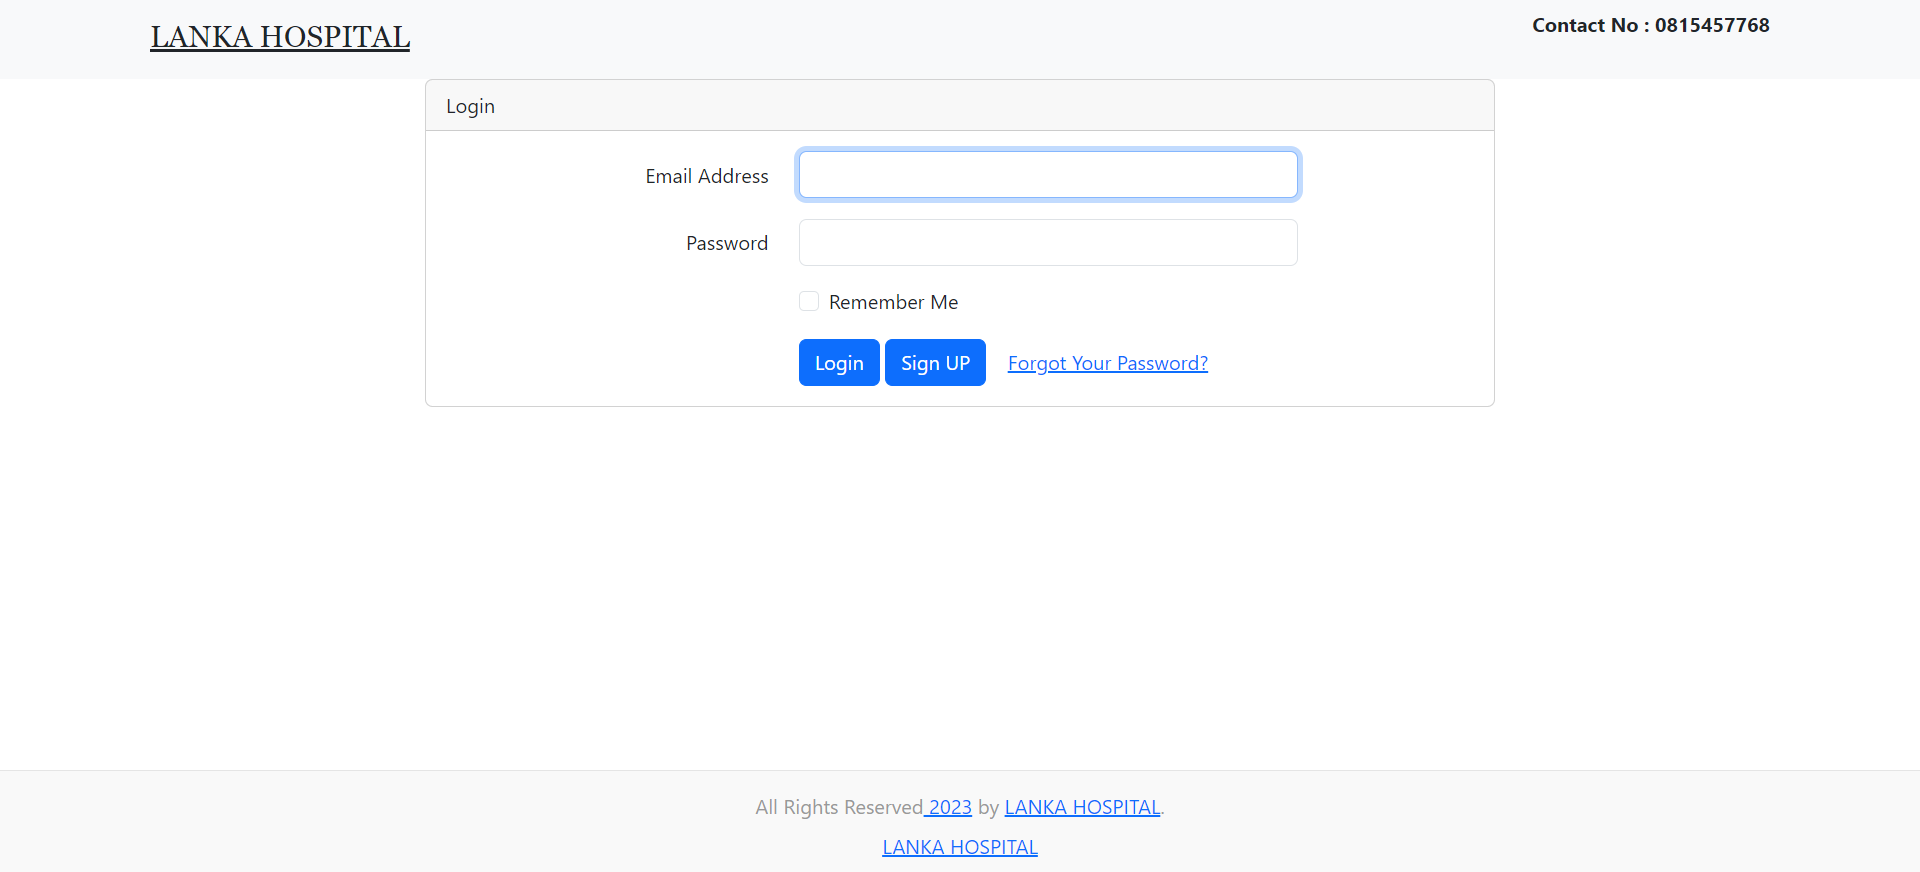 LANKA HOSPITAL
Contact No : 0815457768
Login
Email Address
Password
Remember Me
Login Sign UP Forgot Your Password?
All Rights Reserved 2023 by LANKA HOSPITAL.
LANKA HOSPITAL